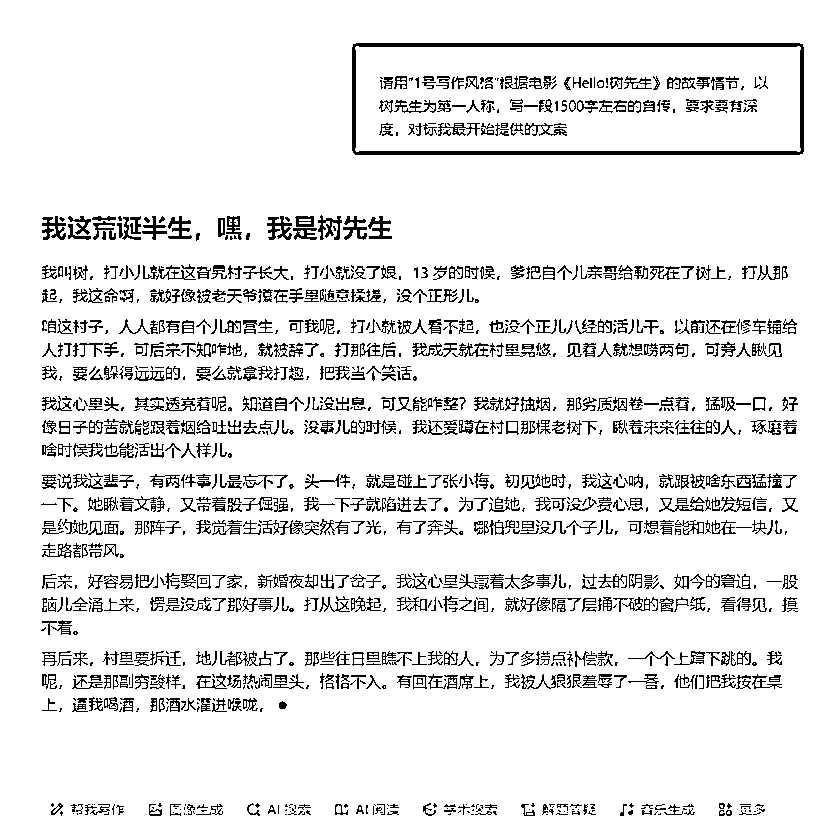 请用“1号写作风格”根据电影《Hello!树先生》的故事情节，以
树先生为第一人称，写一段1500字左右的自传，要求要有深
度，对标我最开始提供的文案
我这荒诞半生，嘿，我是树先生
我叫树，打小儿就在这旮旯村子长大，打小就没了娘，13 岁的时候，爹把自个儿亲哥给勒死在了树上，打从那
起，我这命啊，就好像被老天爷攥在手里随意揉搓，没个正形儿。
咱这村子，人人都有自个儿的营生，可我呢，打小就被人看不起，也没个正儿八经的活儿干。以前还在修车铺给
人打打下手，可后来不知咋地，就被辞了。打那往后，我成天就在村里晃悠，见着人就想唠两句，可旁人瞅见
我，要么躲得远远的，要么就拿我打趣，把我当个笑话。
我这心里头，其实透亮着呢。知道自个儿没出息，可又能咋整？我就好抽烟，那劣质烟卷一点着，猛吸一口，好
像日子的苦就能跟着烟给吐出去点儿。没事儿的时候，我还爱蹲在村口那棵老树下，瞅着来来往往的人，琢磨着
啥时候我也能活出个人样儿。
要说我这辈子，有两件事儿最忘不了。头一件，就是碰上了张小梅。初见她时，我这心呐，就跟被啥东西猛撞了
一下。她瞅着文静，又带着股子倔强，我一下子就陷进去了。为了追她，我可没少费心思，又是给她发短信，又
是约她见面。那阵子，我觉着生活好像突然有了光，有了奔头。哪怕兜里没几个子儿，可想着能和她在一块儿，
走路都带风。
后来，好容易把小梅娶回了家，新婚夜却出了岔子。我这心里头藏着太多事儿，过去的阴影、如今的窘迫，一股
脑儿全涌上来，愣是没成了那好事儿。打从这晚起，我和小梅之间，就好像隔了层捅不破的窗户纸，看得见，摸
不着。
再后来，村里要拆迁，地儿都被占了。那些往日里瞧不上我的人，为了多捞点补偿款，一个个上蹿下跳的。我
呢，还是那副穷酸样，在这场热闹里头，格格不入。有回在酒席上，我被人狠狠羞辱了一番，他们把我按在桌
上，逼我喝酒，那酒水灌进喉咙，
帮我写作 图像生成 AI 搜索 AI 阅读 学术搜索 解题答疑 音乐生成 更多